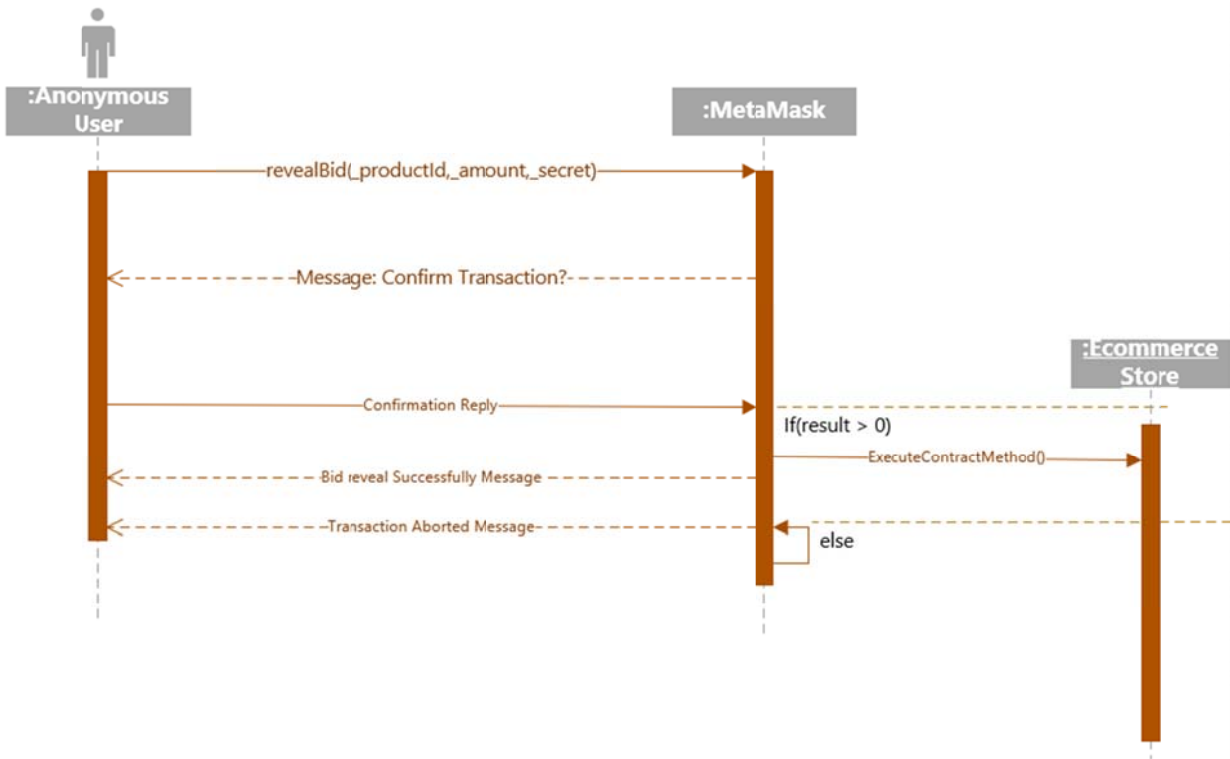 :Anonymous
User
:MetaMask
revealBid(_productId,_amount,_secret)
Message: Confirm Transaction?
:Ecommerce
Store
Confirmation Reply
If(result > 0)
ExecuteContractMethod()
Bid reveal Successfully Message
Transaction Aborted Message
else